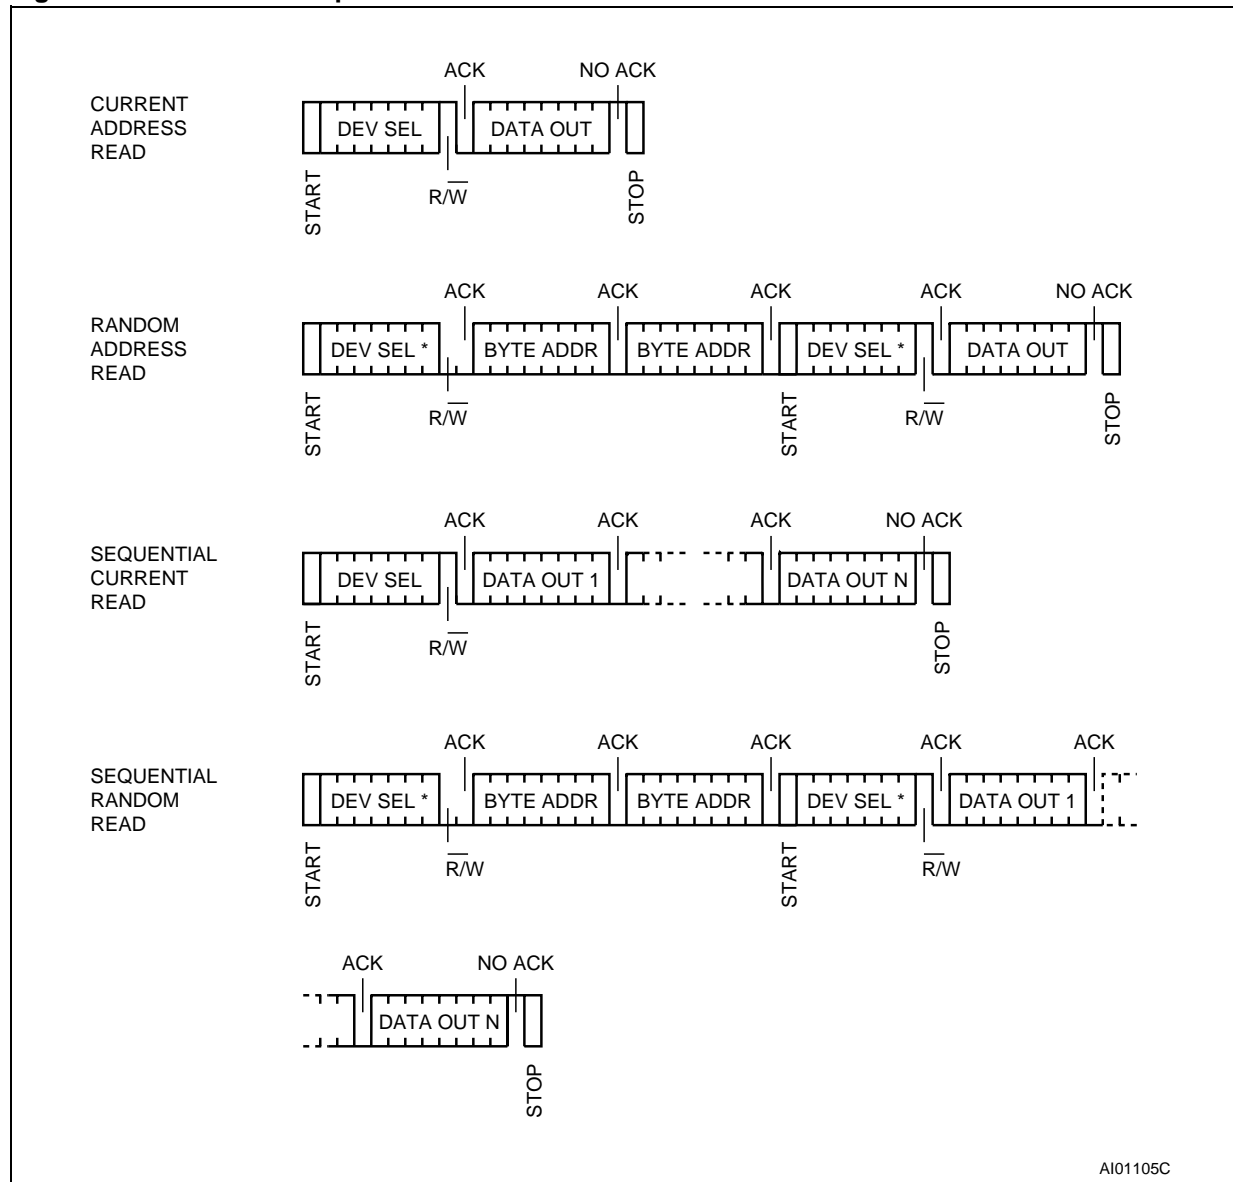 ACK NO ACK
CURRENT
ADDRESS
READ
DEV SEL DATA OUT
START R/W̅ STOP
ACK ACK ACK ACK NO ACK
RANDOM
ADDRESS
READ
DEV SEL * BYTE ADDR BYTE ADDR DEV SEL * DATA OUT
START R/W̅ START R/W̅ STOP
ACK ACK ACK NO ACK
SEQUENTIAL
CURRENT
READ
DEV SEL DATA OUT 1 DATA OUT N
START R/W̅ STOP
ACK ACK ACK ACK ACK
SEQUENTIAL
RANDOM
READ
DEV SEL * BYTE ADDR BYTE ADDR DEV SEL * DATA OUT 1
START R̅/W START R̅/W
ACK NO ACK
DATA OUT N
STOP
AI01105C